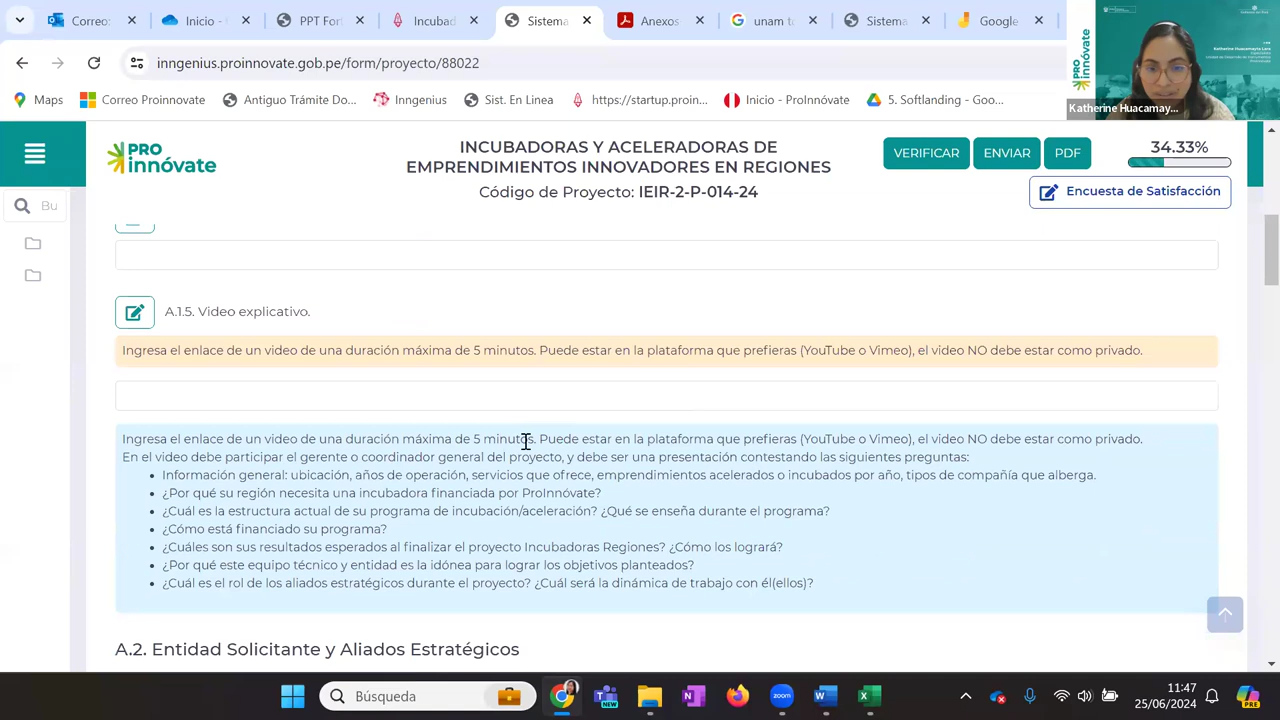 Correo:
Inicio -
PPT For
Incubad
Siste
Anexos
unam t
Sistema
Google
inngenius.proinnovate.gob.pe/form/proyecto/88022
Maps
Correo Proinnovate
Antiguo Trámite Do...
Inngenius
Sist. En Linea
https://startup.proin...
Inicio - ProInnóvate
5. Softlanding - Goo...
PRO innóvate
Katherine Huacamayta Lara
Katherine Huacamay...
PRO
innóvate
INCUBADORAS Y ACELERADORAS DE
EMPRENDIMIENTOS INNOVADORES EN REGIONES
Código de Proyecto: IEIR-2-P-014-24
VERIFICAR
ENVIAR
PDF
34.33%
Encuesta de Satisfacción
Bu
A.1.5. Video explicativo.
Ingresa el enlace de un video de una duración máxima de 5 minutos. Puede estar en la plataforma que prefieras (YouTube o Vimeo), el video NO debe estar como privado.
Ingresa el enlace de un video de una duración máxima de 5 minutos. Puede estar en la plataforma que prefieras (YouTube o Vimeo), el video NO debe estar como privado.
En el video debe participar el gerente o coordinador general del proyecto, y debe ser una presentación contestando las siguientes preguntas:
• Información general: ubicación, años de operación, servicios que ofrece, emprendimientos acelerados o incubados por año, tipos de compañía que alberga.
• ¿Por qué su región necesita una incubadora financiada por ProInnóvate?
• ¿Cuál es la estructura actual de su programa de incubación/aceleración? ¿Qué se enseña durante el programa?
• ¿Cómo está financiado su programa?
• ¿Cuáles son sus resultados esperados al finalizar el proyecto Incubadoras Regiones? ¿Cómo los logrará?
• ¿Por qué este equipo técnico y entidad es la idónea para lograr los objetivos planteados?
• ¿Cuál es el rol de los aliados estratégicos durante el proyecto? ¿Cuál será la dinámica de trabajo con él(ellos)?
A.2. Entidad Solicitante y Aliados Estratégicos
Búsqueda
NEW
zoom
11:47
25/06/2024
PRE